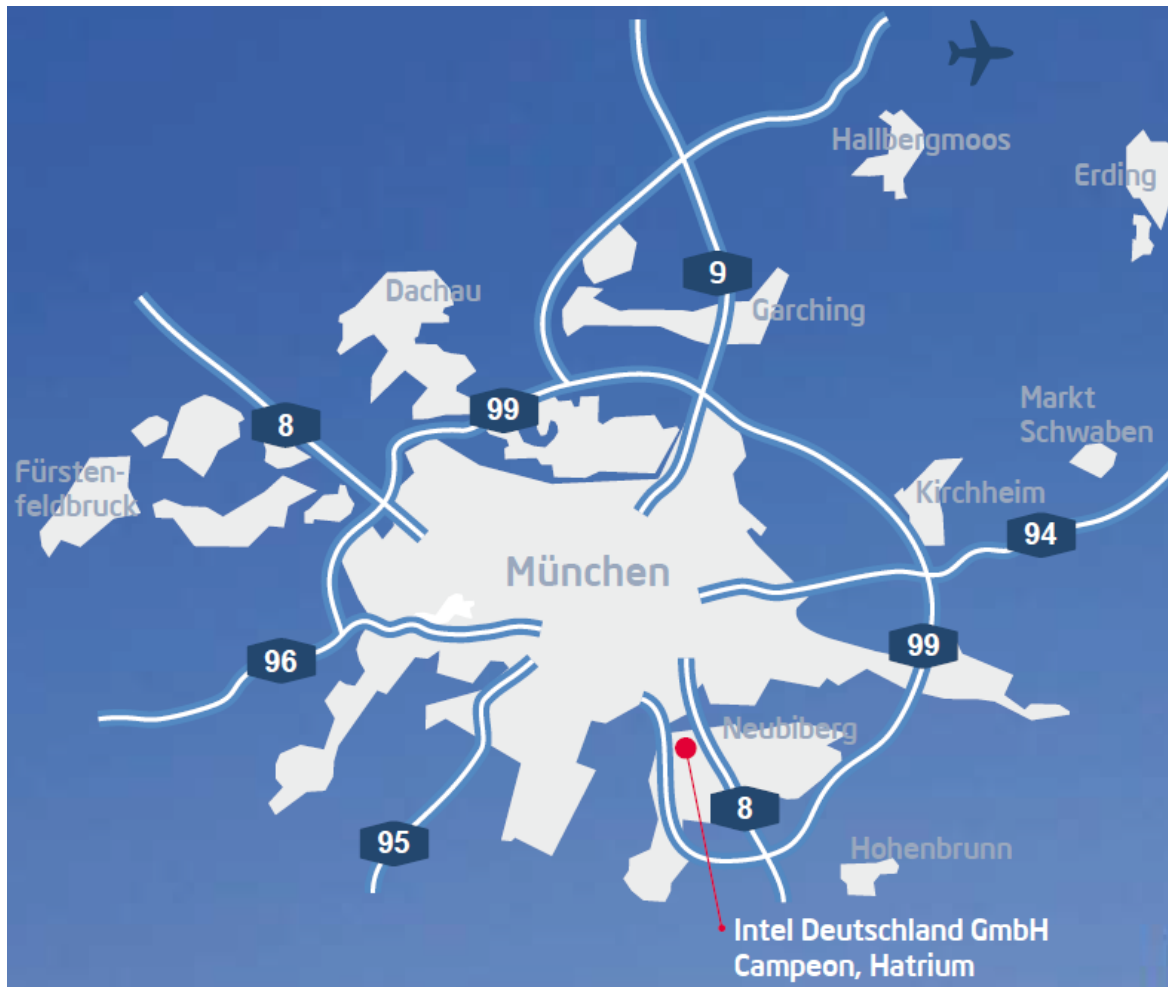 Hallbergmoos
Erding
9
Dachau
Garching
99
8
Markt
Schwaben
Fürsten-
feldbruck
Kirchheim
94
München
99
96
Neubiberg
8
95
Hohenbrunn
Intel Deutschland GmbH
Campeon, Hatrium